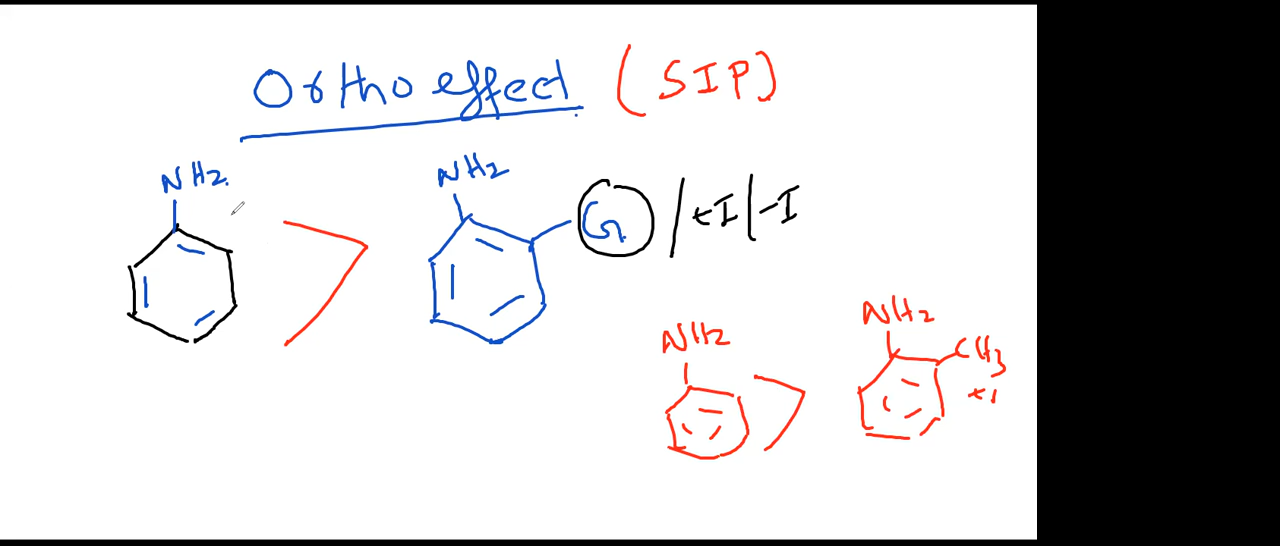 Ortho effect (SIP)
NH2
NH2
G / +I | -I
NH2
NH2
CH3
+I